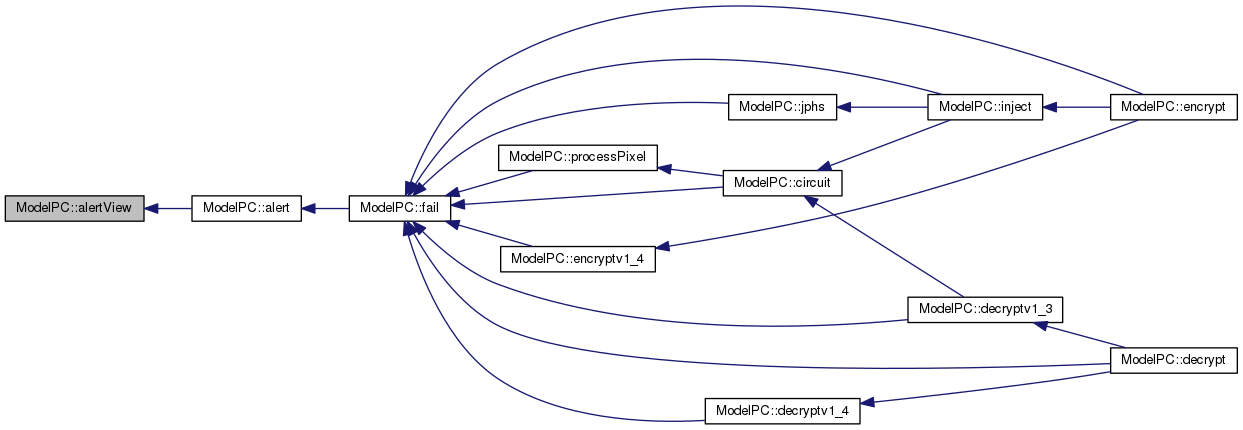 ModelPC::alertView
ModelPC::alert
ModelPC::fail
ModelPC::processPixel
ModelPC::encryptv1_4
ModelPC::jphs
ModelPC::circuit
ModelPC::decryptv1_4
ModelPC::inject
ModelPC::decryptv1_3
ModelPC::encrypt
ModelPC::decrypt